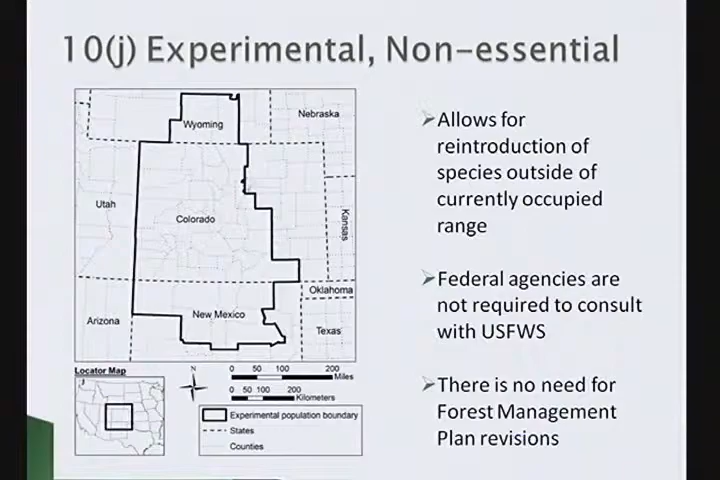 10(j) Experimental, Non-essential
Wyoming
Nebraska
Utah
Colorado
Kansas
Oklahoma
Arizona
New Mexico
Texas
Locator Map
N
0 50 100 200
Miles
0 50 100 200
Kilometers
Experimental population boundary
States
Counties
➢Allows for
reintroduction of
species outside of
currently occupied
range
➢Federal agencies are
not required to consult
with USFWS
➢There is no need for
Forest Management
Plan revisions